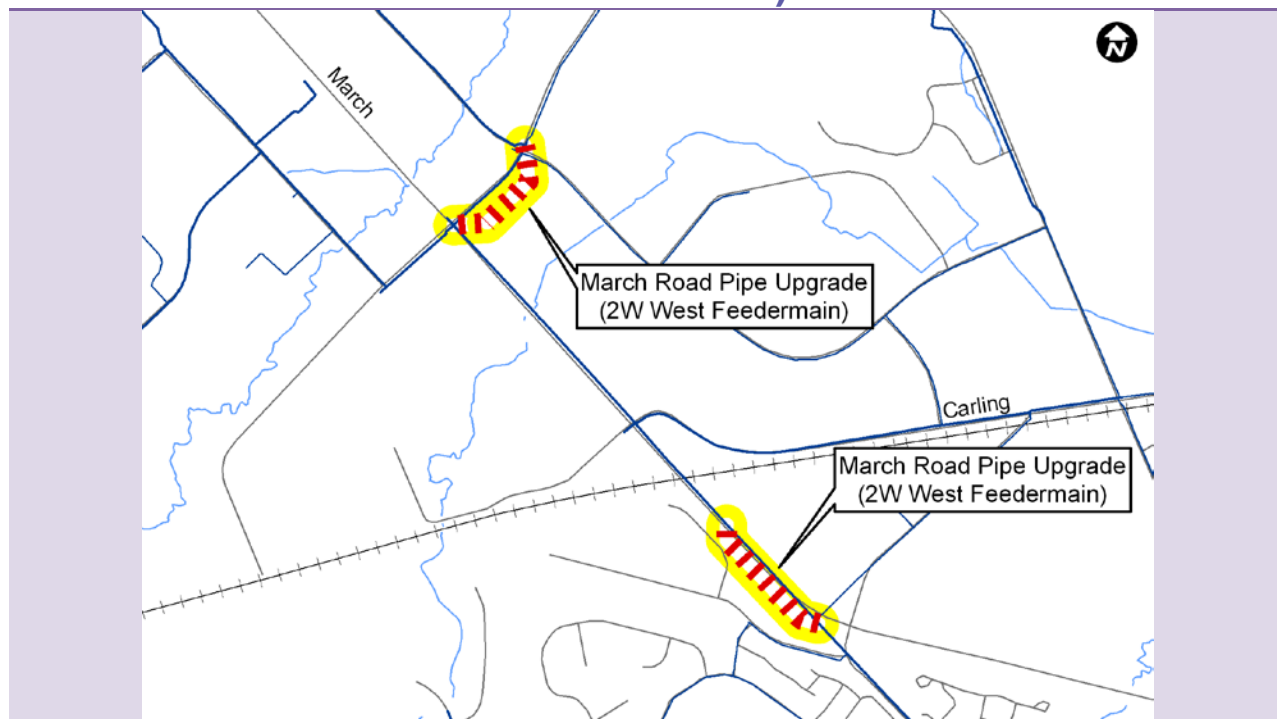 N
March
March Road Pipe Upgrade
(2W West Feedermain)
Carling
March Road Pipe Upgrade
(2W West Feedermain)